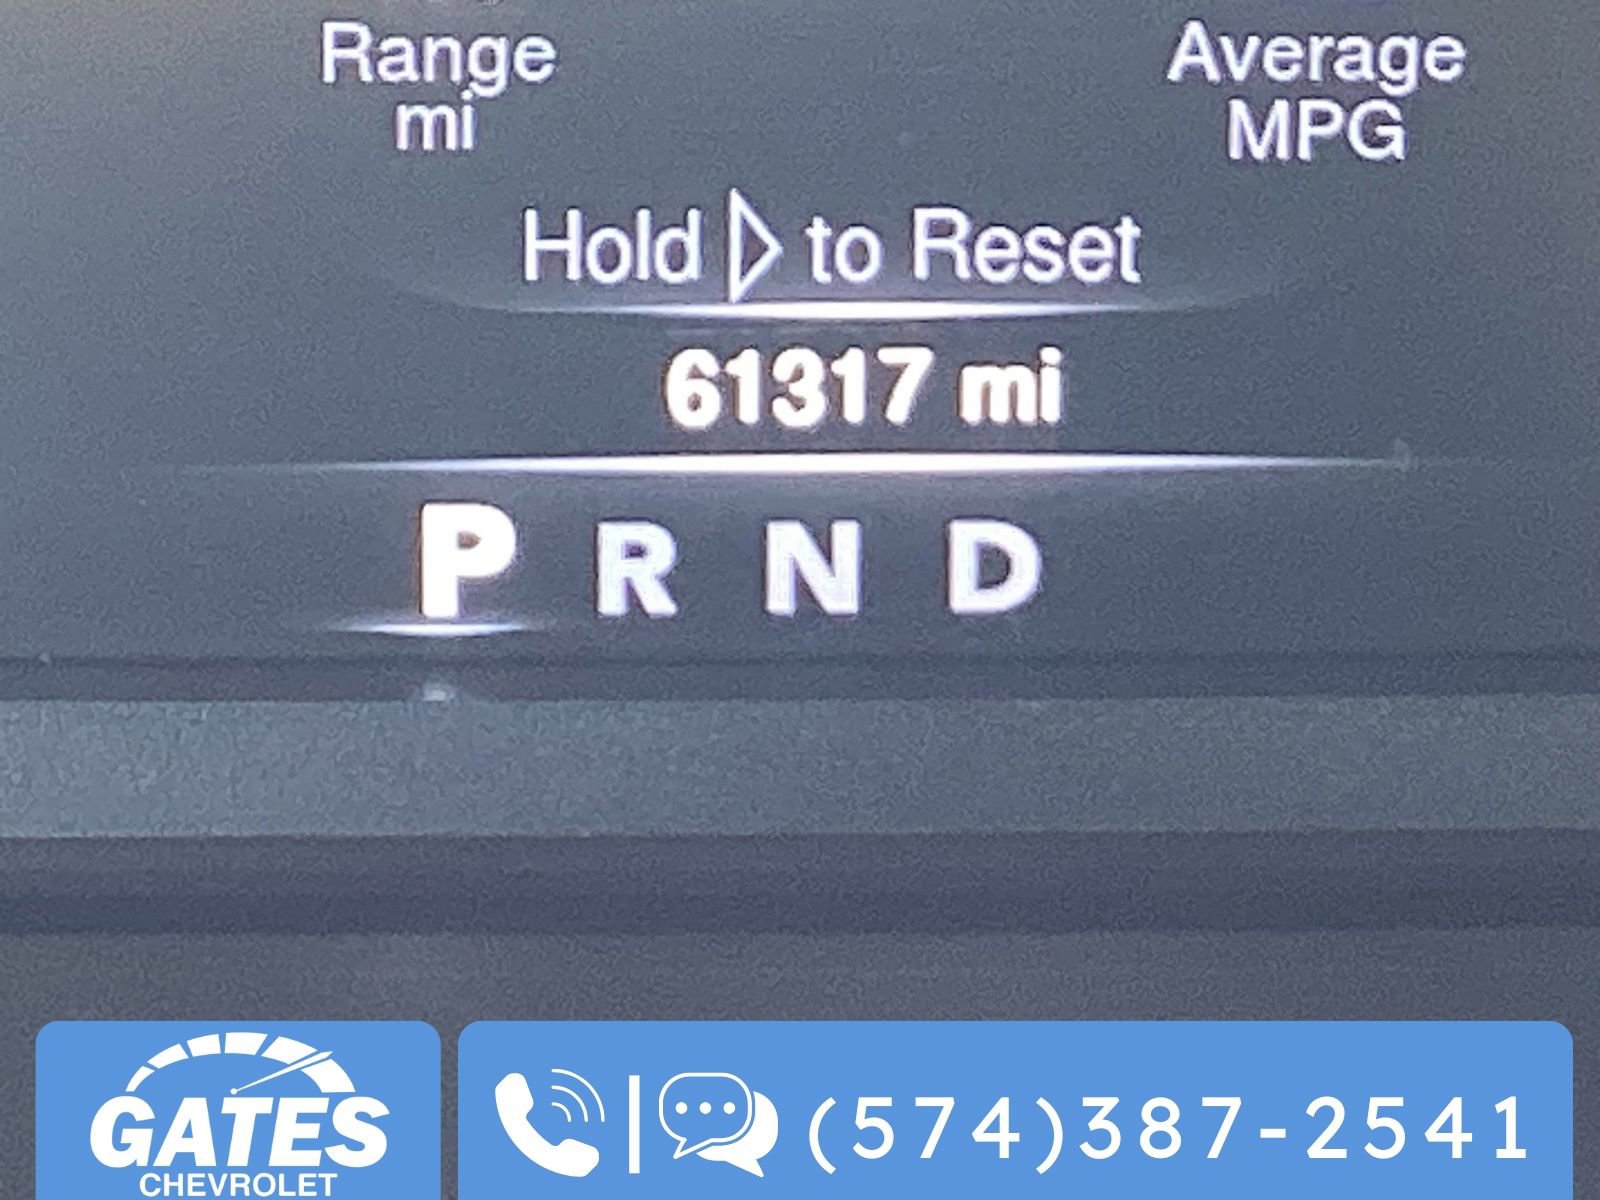 Range
mi
Average
MPG
Hold ▷ to Reset
61317 mi
P R N D
GATES
CHEVROLET
(574)387-2541